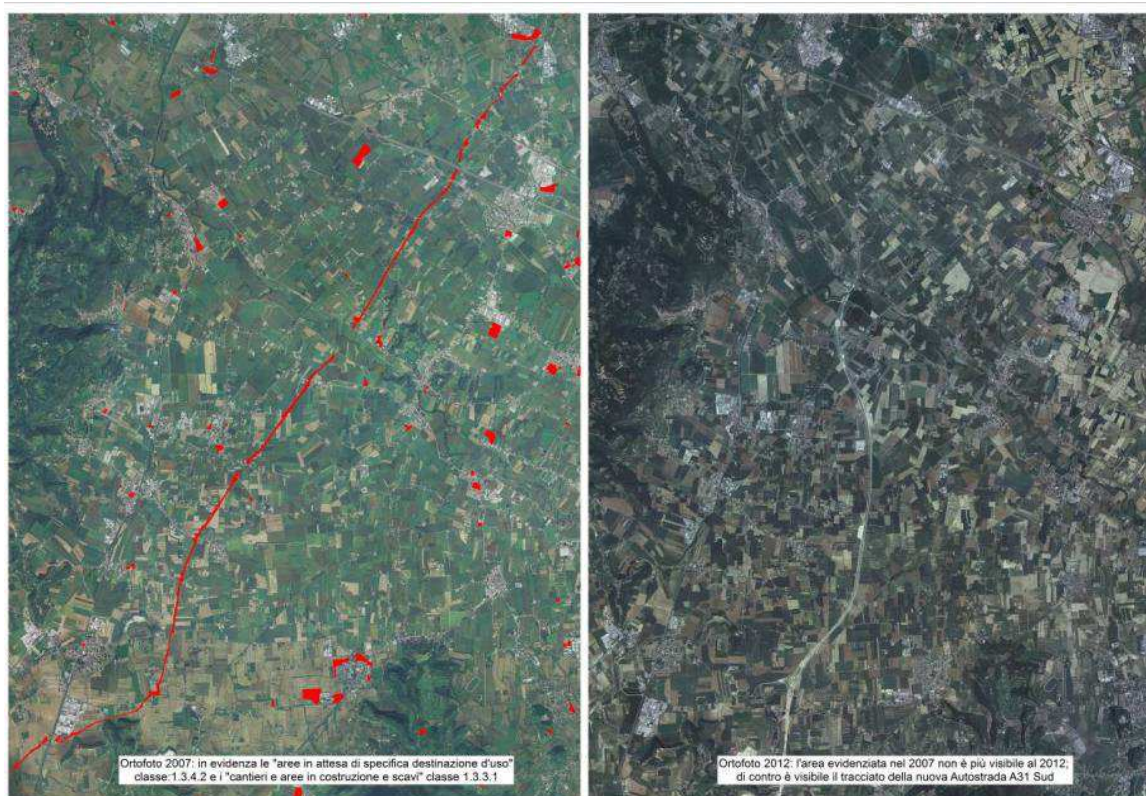 Ortofoto 2007: in evidenza le "aree in attesa di specifica destinazione d'uso"
classe:1.3.4.2 e i "cantieri e aree in costruzione e scavi" classe 1.3.3.1
Ortofoto 2012: l'area evidenziata nel 2007 non è più visibile al 2012;
di contro è visibile il tracciato della nuova Autostrada A31 Sud